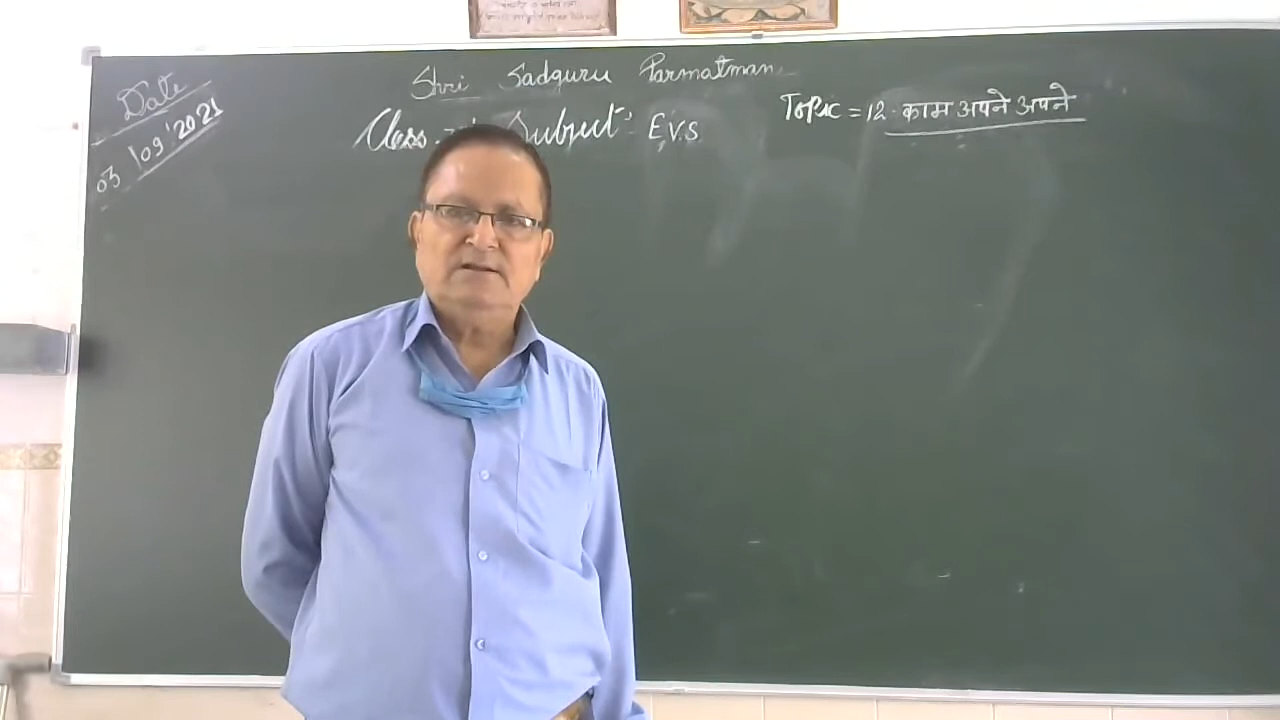 Date
03/09/2021
Shri Sadguru Parmatman
Class Subject: E.V.S.
Topic = 12. काम अपने अपने